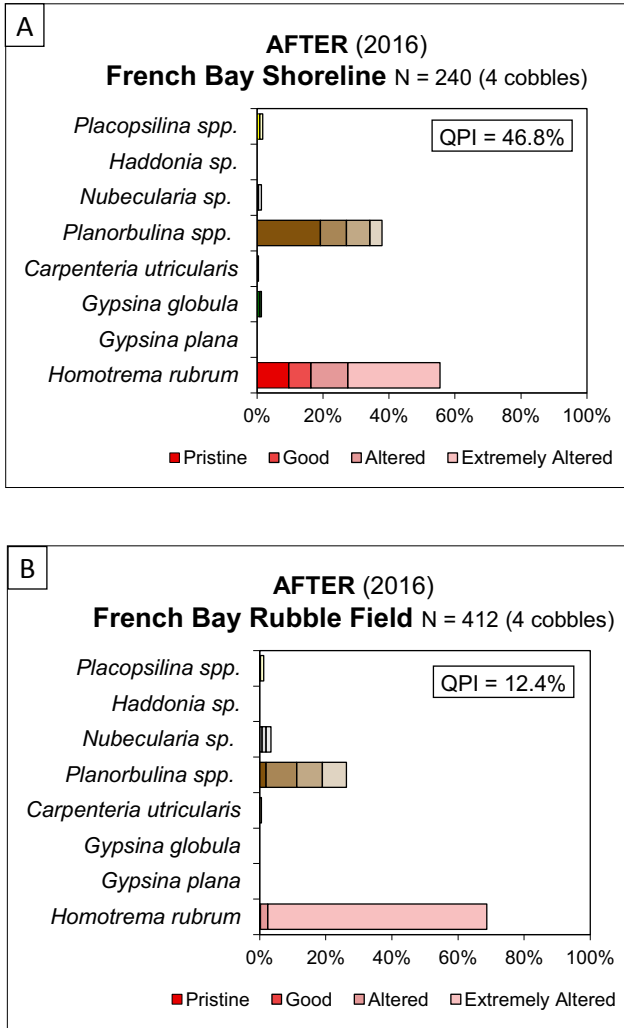 A
AFTER (2016)
French Bay Shoreline N = 240 (4 cobbles)
QPI = 46.8%
Placopsilina spp.
Haddonia sp.
Nubecularia sp.
Planorbulina spp.
Carpenteria utricularis
Gypsina globula
Gypsina plana
Homotrema rubrum
0% 20% 40% 60% 80% 100%
Pristine Good Altered Extremely Altered
B
AFTER (2016)
French Bay Rubble Field N = 412 (4 cobbles)
QPI = 12.4%
Placopsilina spp.
Haddonia sp.
Nubecularia sp.
Planorbulina spp.
Carpenteria utricularis
Gypsina globula
Gypsina plana
Homotrema rubrum
0% 20% 40% 60% 80% 100%
Pristine Good Altered Extremely Altered